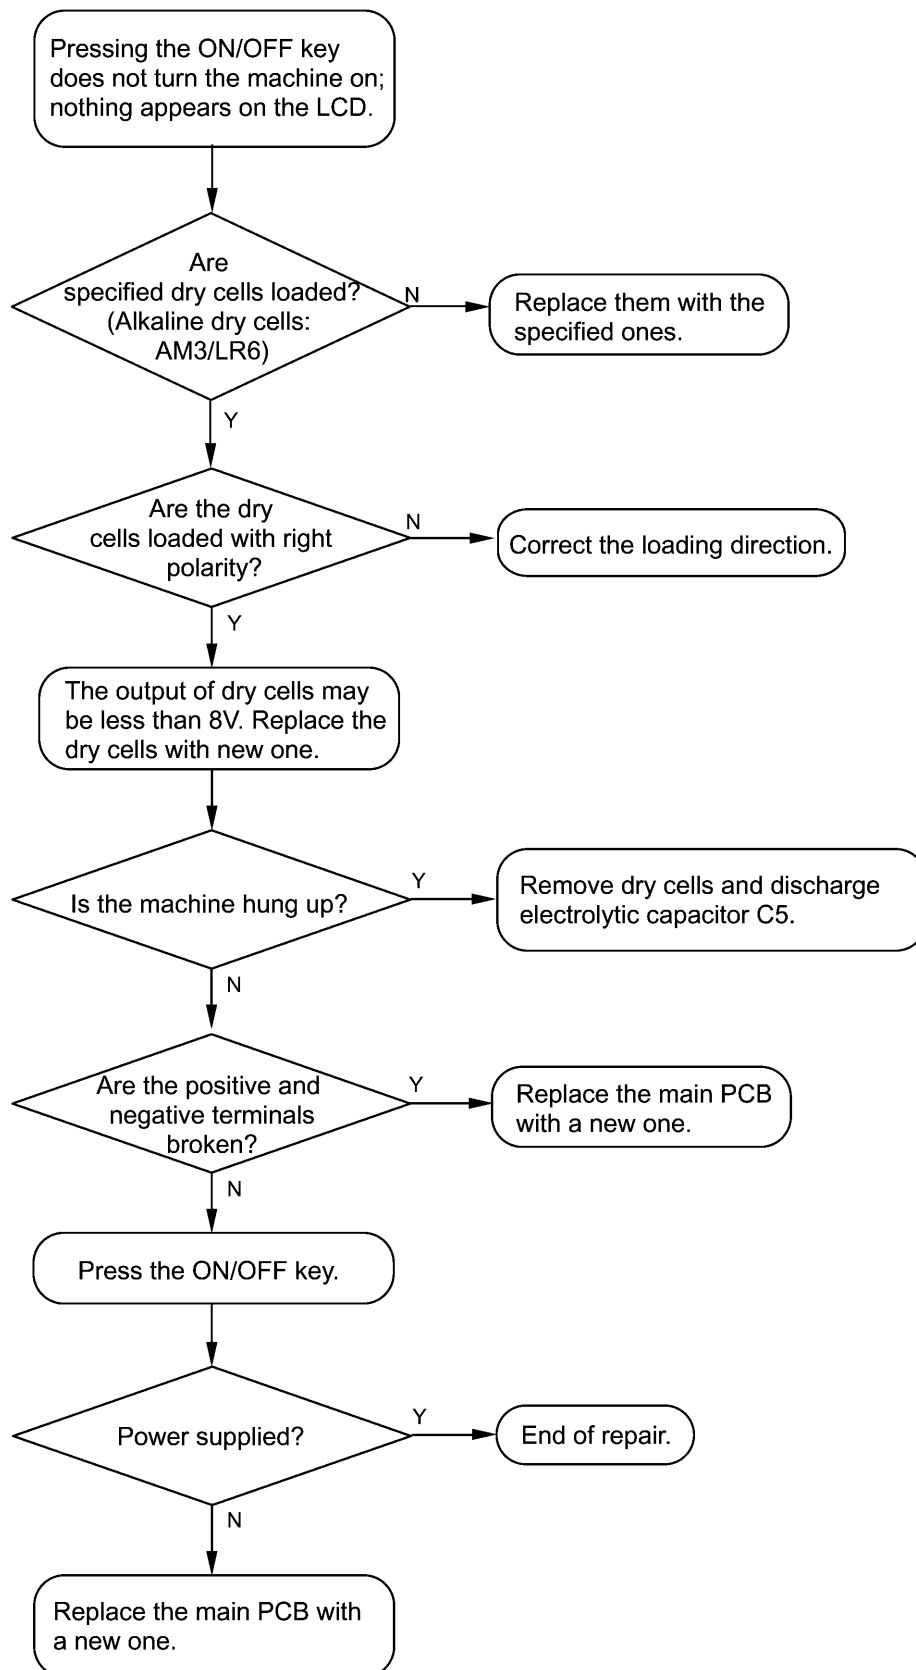 Pressing the ON/OFF key
does not turn the machine on;
nothing appears on the LCD.
Are
specified dry cells loaded?
(Alkaline dry cells:
AM3/LR6)
N
Replace them with the
specified ones.
Y
Are the dry
cells loaded with right
polarity?
N
Correct the loading direction.
Y
The output of dry cells may
be less than 8V. Replace the
dry cells with new one.
Is the machine hung up?
Y
Remove dry cells and discharge
electrolytic capacitor C5.
N
Are the positive and
negative terminals
broken?
Y
Replace the main PCB
with a new one.
N
Press the ON/OFF key.
Power supplied?
Y
End of repair.
N
Replace the main PCB with
a new one.